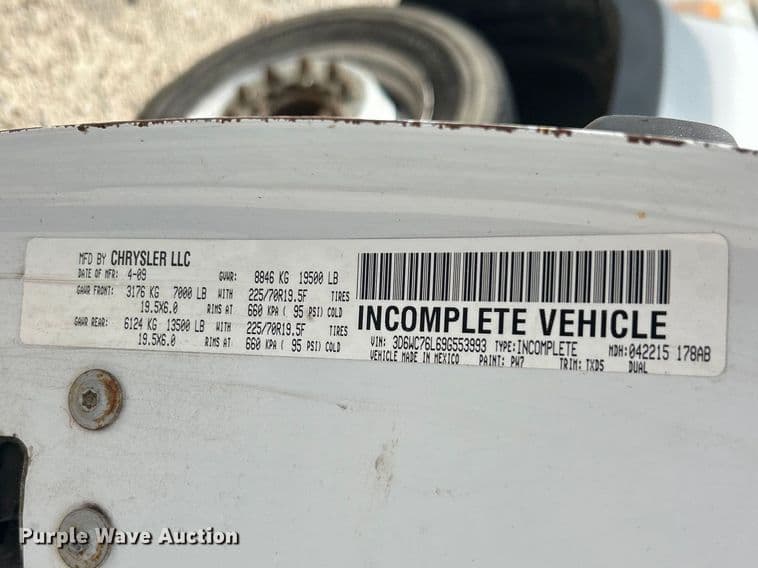 MFD BY CHRYSLER LLC
DATE OF MFR: 4-09 GVWR: 8846 KG 19500 LB
GAWR FRONT: 3176 KG 7000 LB WITH 225/70R19.5F TIRES
19.5X6.0 RIMS AT 660 KPA ( 95 PSI) COLD
GAWR REAR: 6124 KG 13500 LB WITH 225/70R19.5F TIRES
19.5X6.0 RIMS AT 660 KPA ( 95 PSI) COLD
INCOMPLETE VEHICLE
VIN: 3D6WC76L69G553993 TYPE: INCOMPLETE MDH: 042215 178AB
VEHICLE MADE IN MEXICO PAINT: PW7 TRIM: TXD5 DUAL
Purple Wave Auction